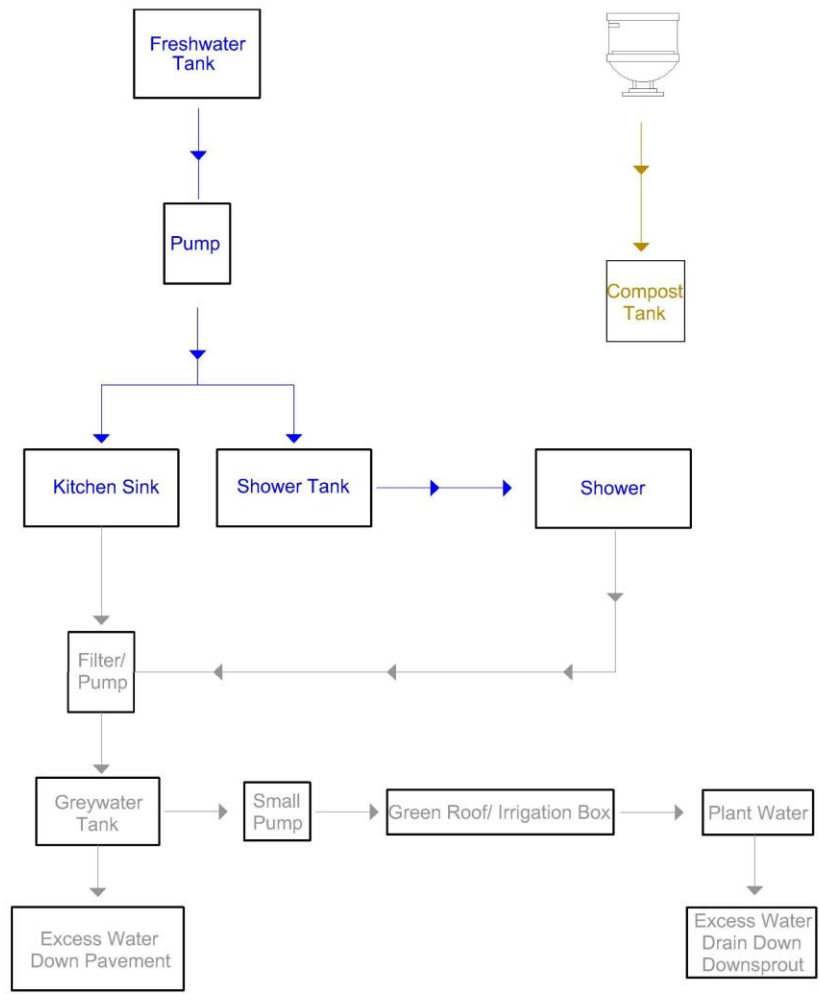 Freshwater
Tank
Pump
Compost
Tank
Kitchen Sink
Shower Tank
Shower
Filter/
Pump
Greywater
Tank
Small
Pump
Green Roof/ Irrigation Box
Plant Water
Excess Water
Down Pavement
Excess Water
Drain Down
Downsprout